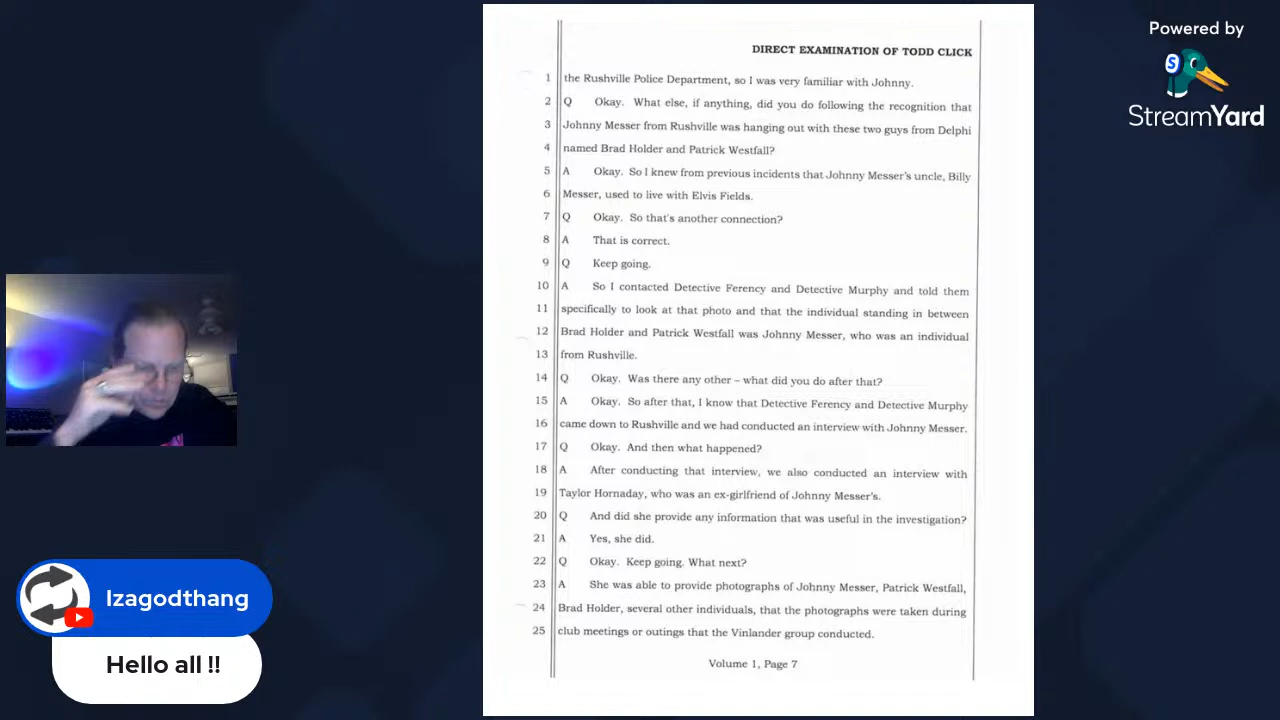 DIRECT EXAMINATION OF TODD CLICK
1 the Rushville Police Department, so I was very familiar with Johnny.
2 Q Okay. What else, if anything, did you do following the recognition that
3 Johnny Messer from Rushville was hanging out with these two guys from Delphi
4 named Brad Holder and Patrick Westfall?
5 A Okay. So I knew from previous incidents that Johnny Messer's uncle, Billy
6 Messer, used to live with Elvis Fields.
7 Q Okay. So that's another connection?
8 A That is correct.
9 Q Keep going.
10 A So I contacted Detective Ferency and Detective Murphy and told them
11 specifically to look at that photo and that the individual standing in between
12 Brad Holder and Patrick Westfall was Johnny Messer, who was an individual
13 from Rushville.
14 Q Okay. Was there any other – what did you do after that?
15 A Okay. So after that, I know that Detective Ferency and Detective Murphy
16 came down to Rushville and we had conducted an interview with Johnny Messer.
17 Q Okay. And then what happened?
18 A After conducting that interview, we also conducted an interview with
19 Taylor Hornaday, who was an ex-girlfriend of Johnny Messer's.
20 Q And did she provide any information that was useful in the investigation?
21 A Yes, she did.
22 Q Okay. Keep going. What next?
23 A She was able to provide photographs of Johnny Messer, Patrick Westfall,
24 Brad Holder, several other individuals, that the photographs were taken during
25 club meetings or outings that the Vinlander group conducted.
Volume 1, Page 7
Powered by
S
StreamYard
Izagodthang
Hello all !!